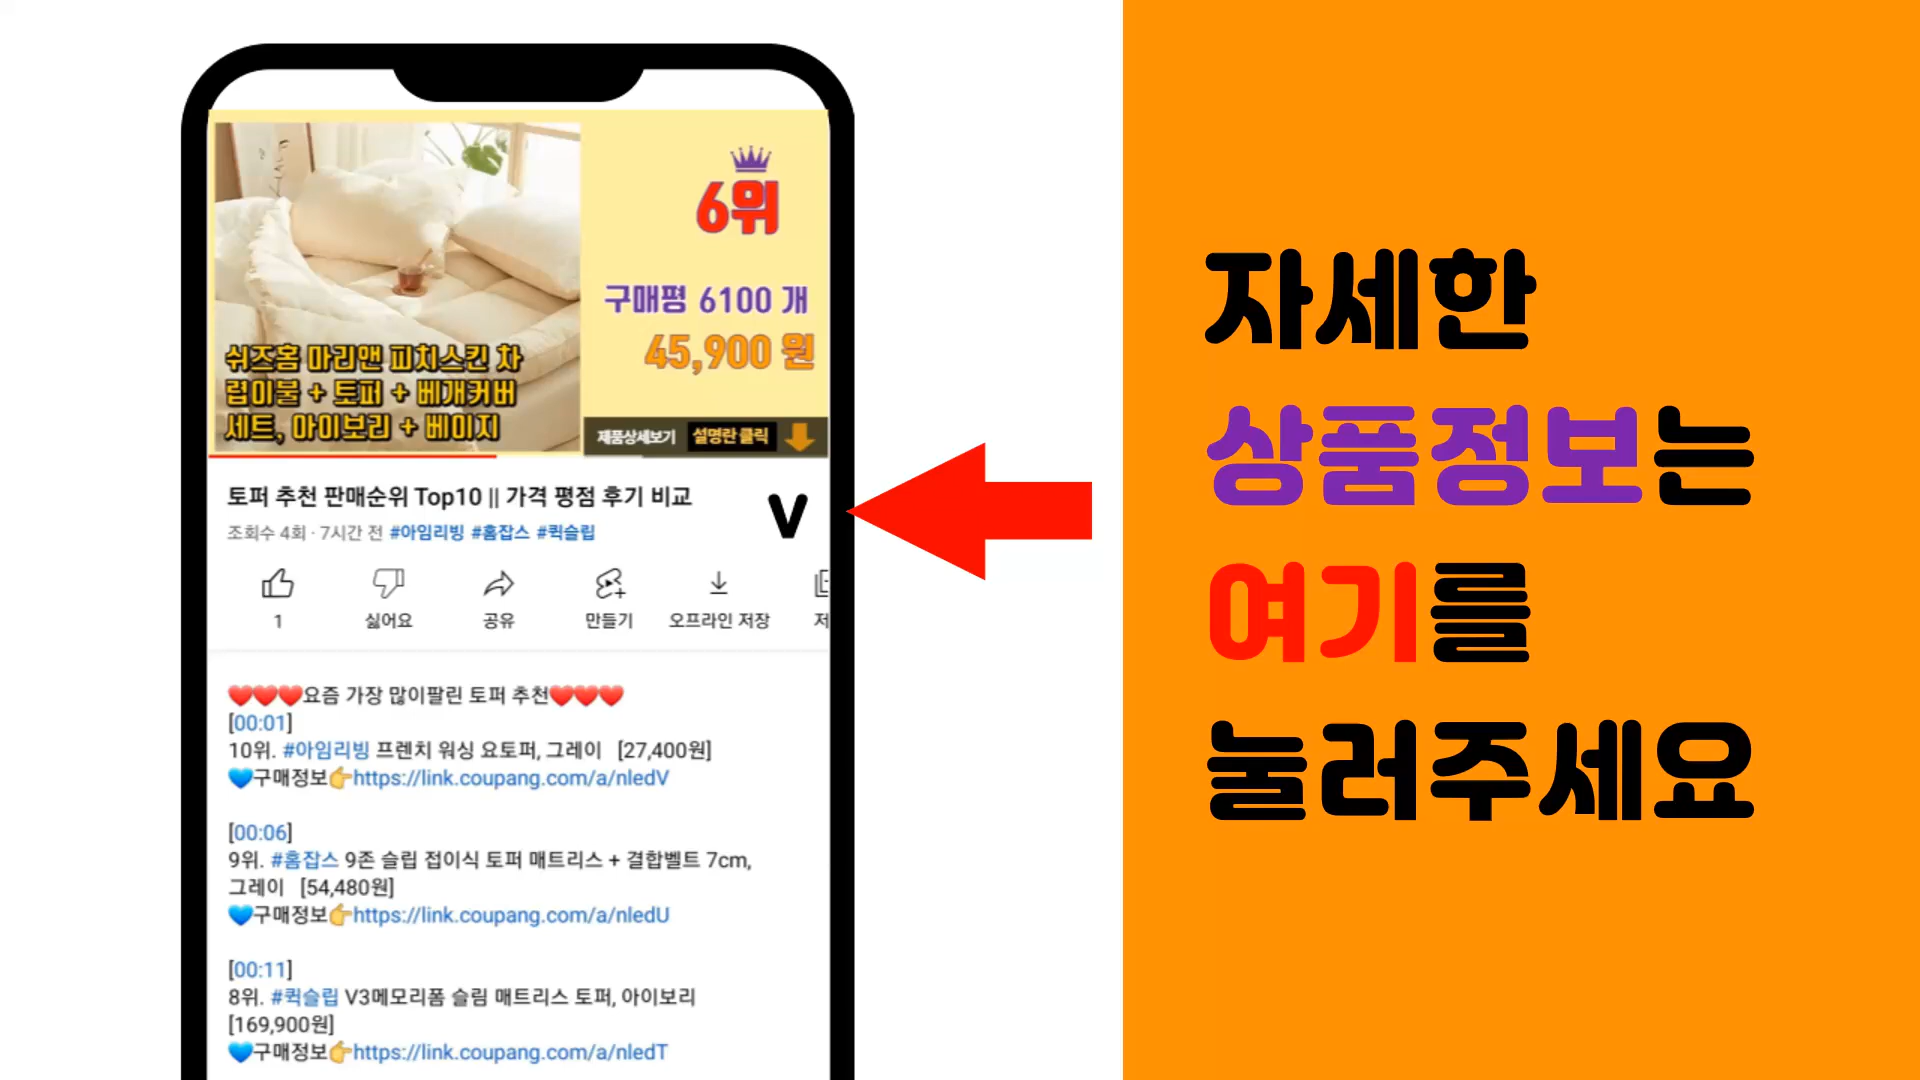 6위
구매평 6100 개
45,900 원
쉬즈홈 마리앤 피치스킨 차
렵이불 + 토퍼 + 베개커버
세트, 아이보리 + 베이지
제품상세보기 설명란 클릭
토퍼 추천 판매순위 Top10 || 가격 평점 후기 비교
V
조회수 4회 · 7시간 전 #아임리빙 #홈잡스 #퀵슬립
1 싫어요 공유 만들기 오프라인 저장 저
❤❤❤요즘 가장 많이팔린 토퍼 추천❤❤❤
[00:01]
10위. #아임리빙 프렌치 워싱 요토퍼, 그레이 [27,400원]
💙구매정보👉https://link.coupang.com/a/nledV
[00:06]
9위. #홈잡스 9존 슬립 접이식 토퍼 매트리스 + 결합벨트 7cm,
그레이 [54,480원]
💙구매정보👉https://link.coupang.com/a/nledU
[00:11]
8위. #퀵슬립 V3메모리폼 슬림 매트리스 토퍼, 아이보리
[169,900원]
💙구매정보👉https://link.coupang.com/a/nledT
자세한
상품정보는
여기를
눌러주세요